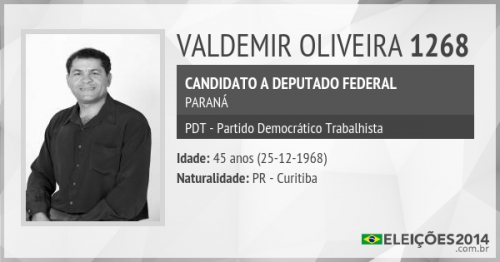 VALDEMIR OLIVEIRA 1268
CANDIDATO A DEPUTADO FEDERAL
PARANÁ
PDT - Partido Democrático Trabalhista
Idade: 45 anos (25-12-1968)
Naturalidade: PR - Curitiba
ELEIÇÕES2014
.com.br